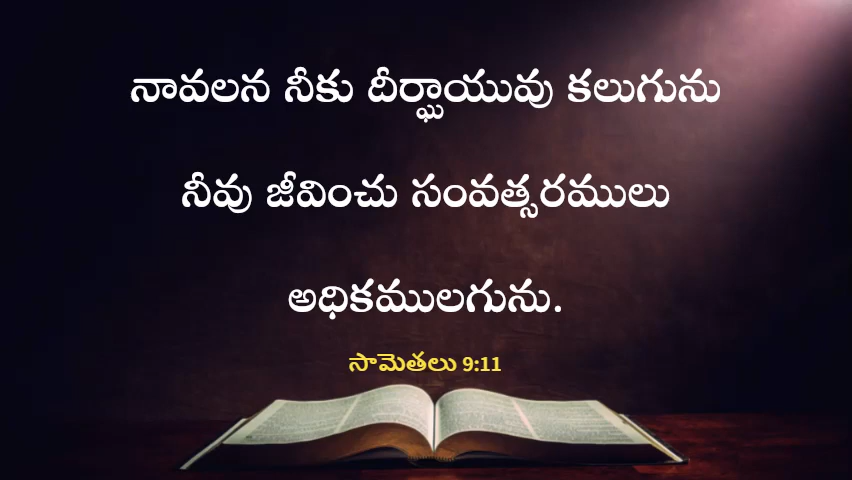 నావలన నీకు దీర్ఘాయువు కలుగును
నీవు జీవించు సంవత్సరములు
అధికములగును.
సామెతలు 9:11